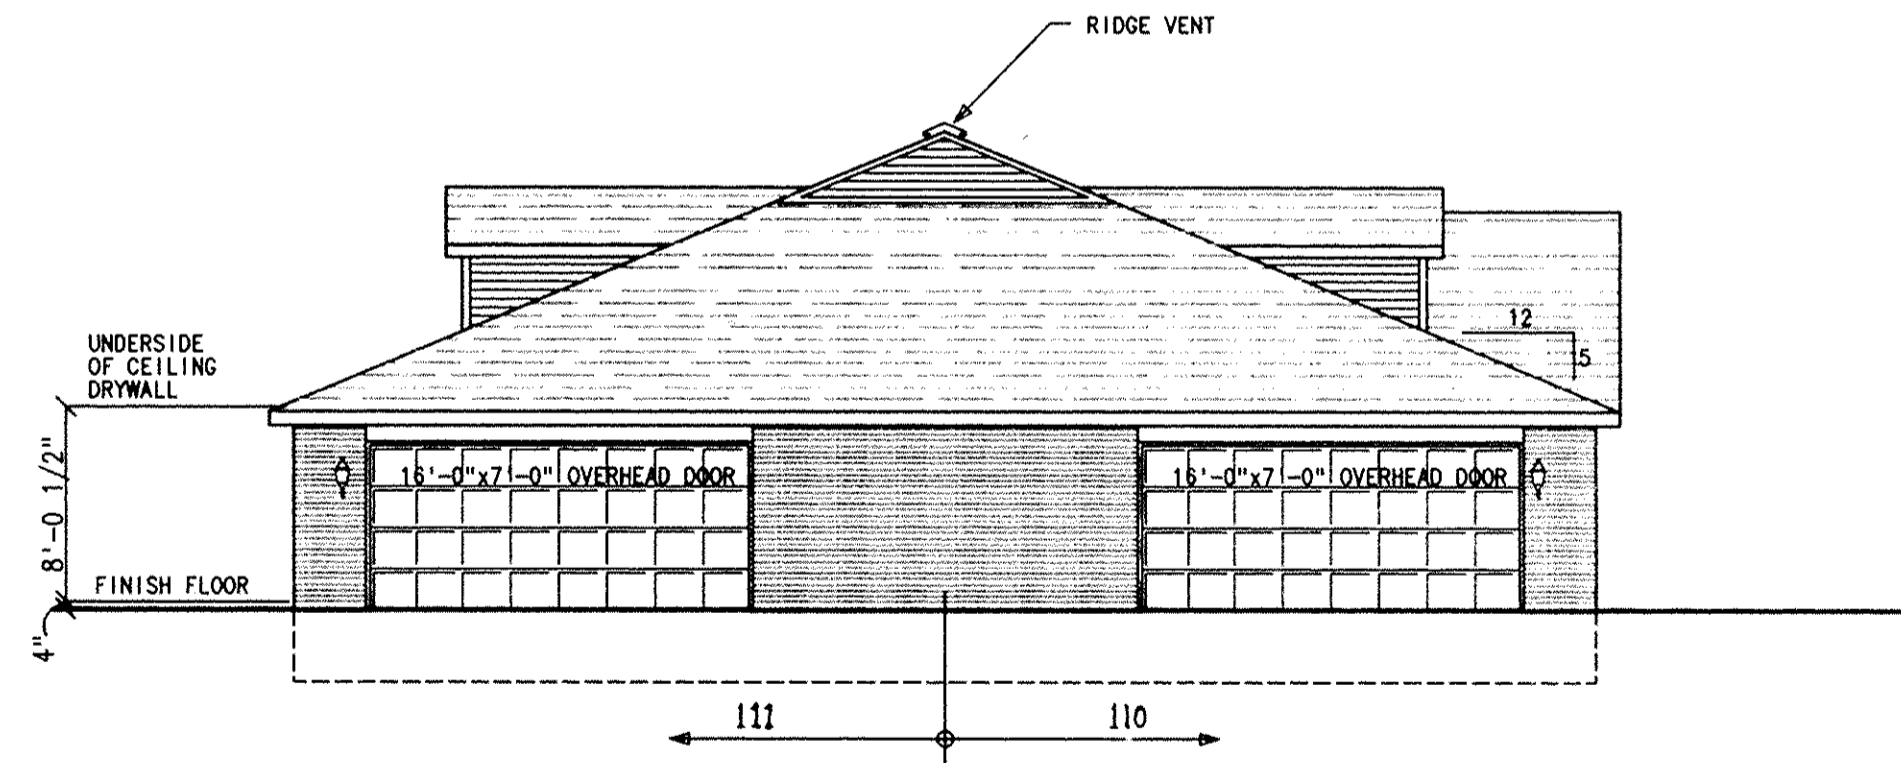 RIDGE VENT
12
5
UNDERSIDE
OF CEILING
DRYWALL
8'-0 1/2"
16'-0"x7'-0" OVERHEAD DOOR
16'-0"x7'-0" OVERHEAD DOOR
FINISH FLOOR
4"
111
110